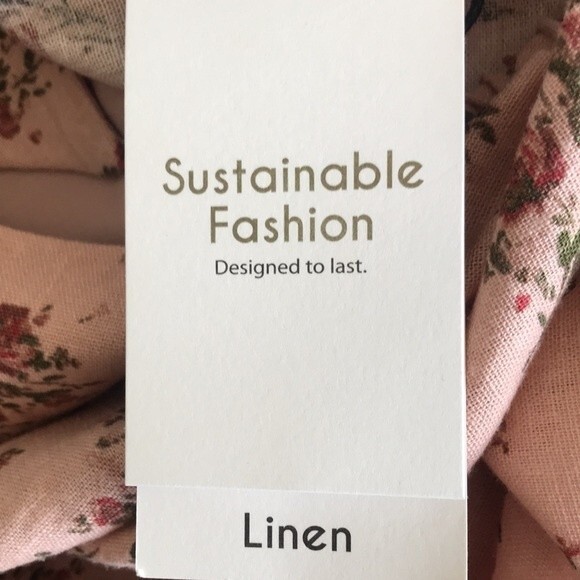 Sustainable
Fashion
Designed to last.
Linen